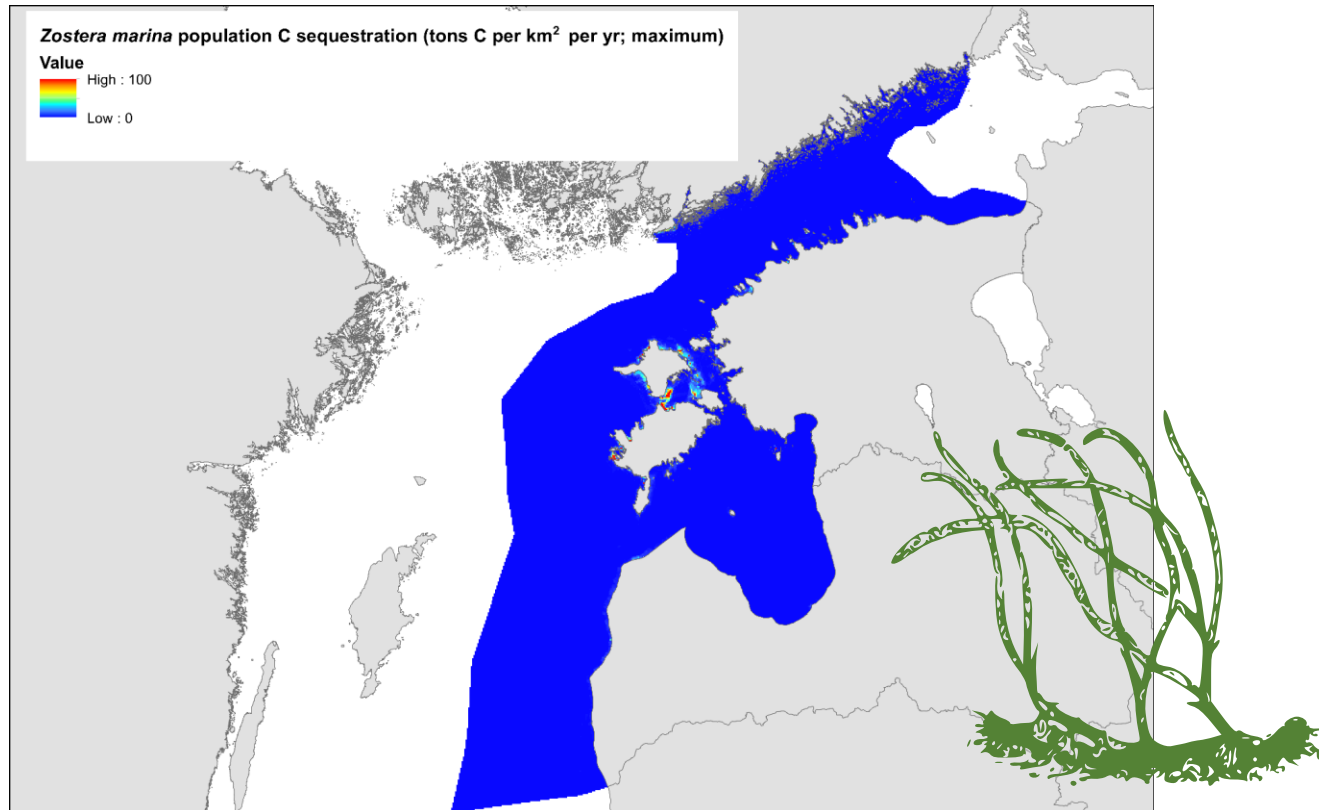 Zostera marina population C sequestration (tons C per km² per yr; maximum)
Value
High : 100
Low : 0